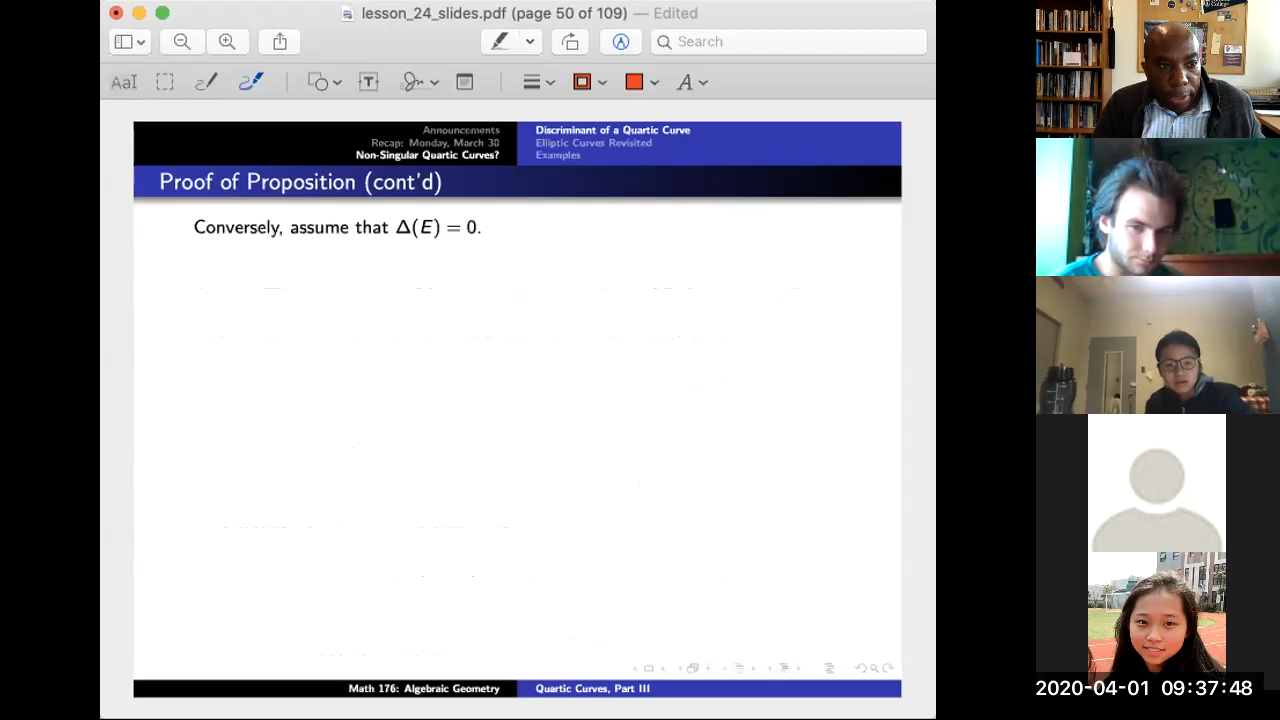 lesson_24_slides.pdf (page 50 of 109) — Edited
Search
AaI
T
A
Announcements
Recap: Monday, March 30
Non-Singular Quartic Curves?
Discriminant of a Quartic Curve
Elliptic Curves Revisited
Examples
Proof of Proposition (cont'd)
Conversely, assume that Δ(E) = 0.
Math 176: Algebraic Geometry
Quartic Curves, Part III
2020-04-01 09:37:48